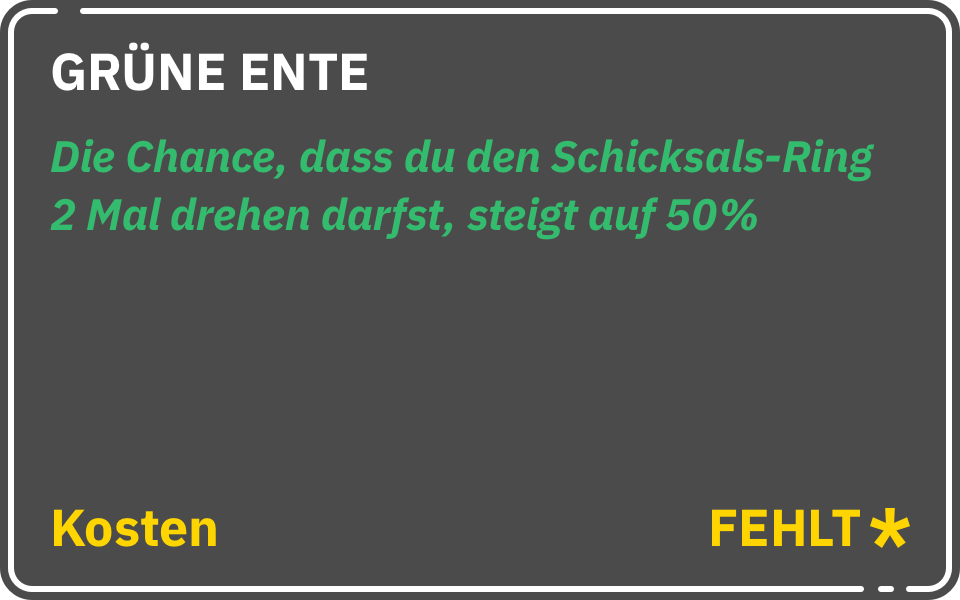 GRÜNE ENTE
Die Chance, dass du den Schicksals-Ring
2 Mal drehen darfst, steigt auf 50%
Kosten
FEHLT*